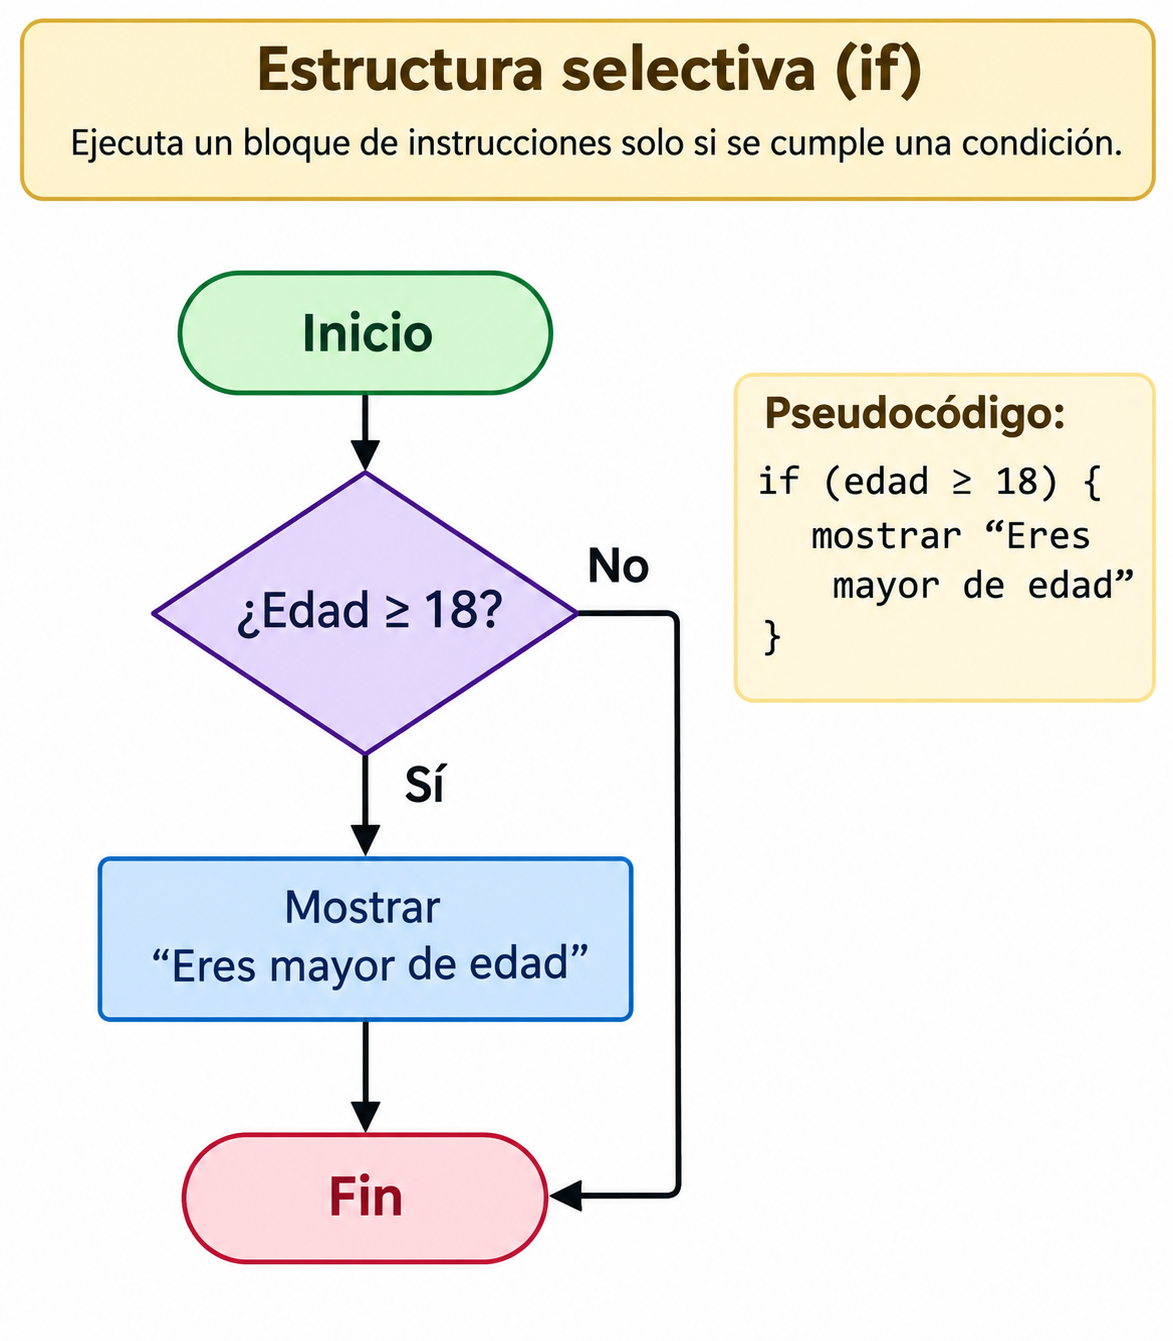 Estructura selectiva (if)
Ejecuta un bloque de instrucciones solo si se cumple una condición.
Inicio
¿Edad ≥ 18?
No
Sí
Mostrar
“Eres mayor de edad”
Fin
Pseudocódigo:
if (edad ≥ 18) {
mostrar “Eres
mayor de edad”
}